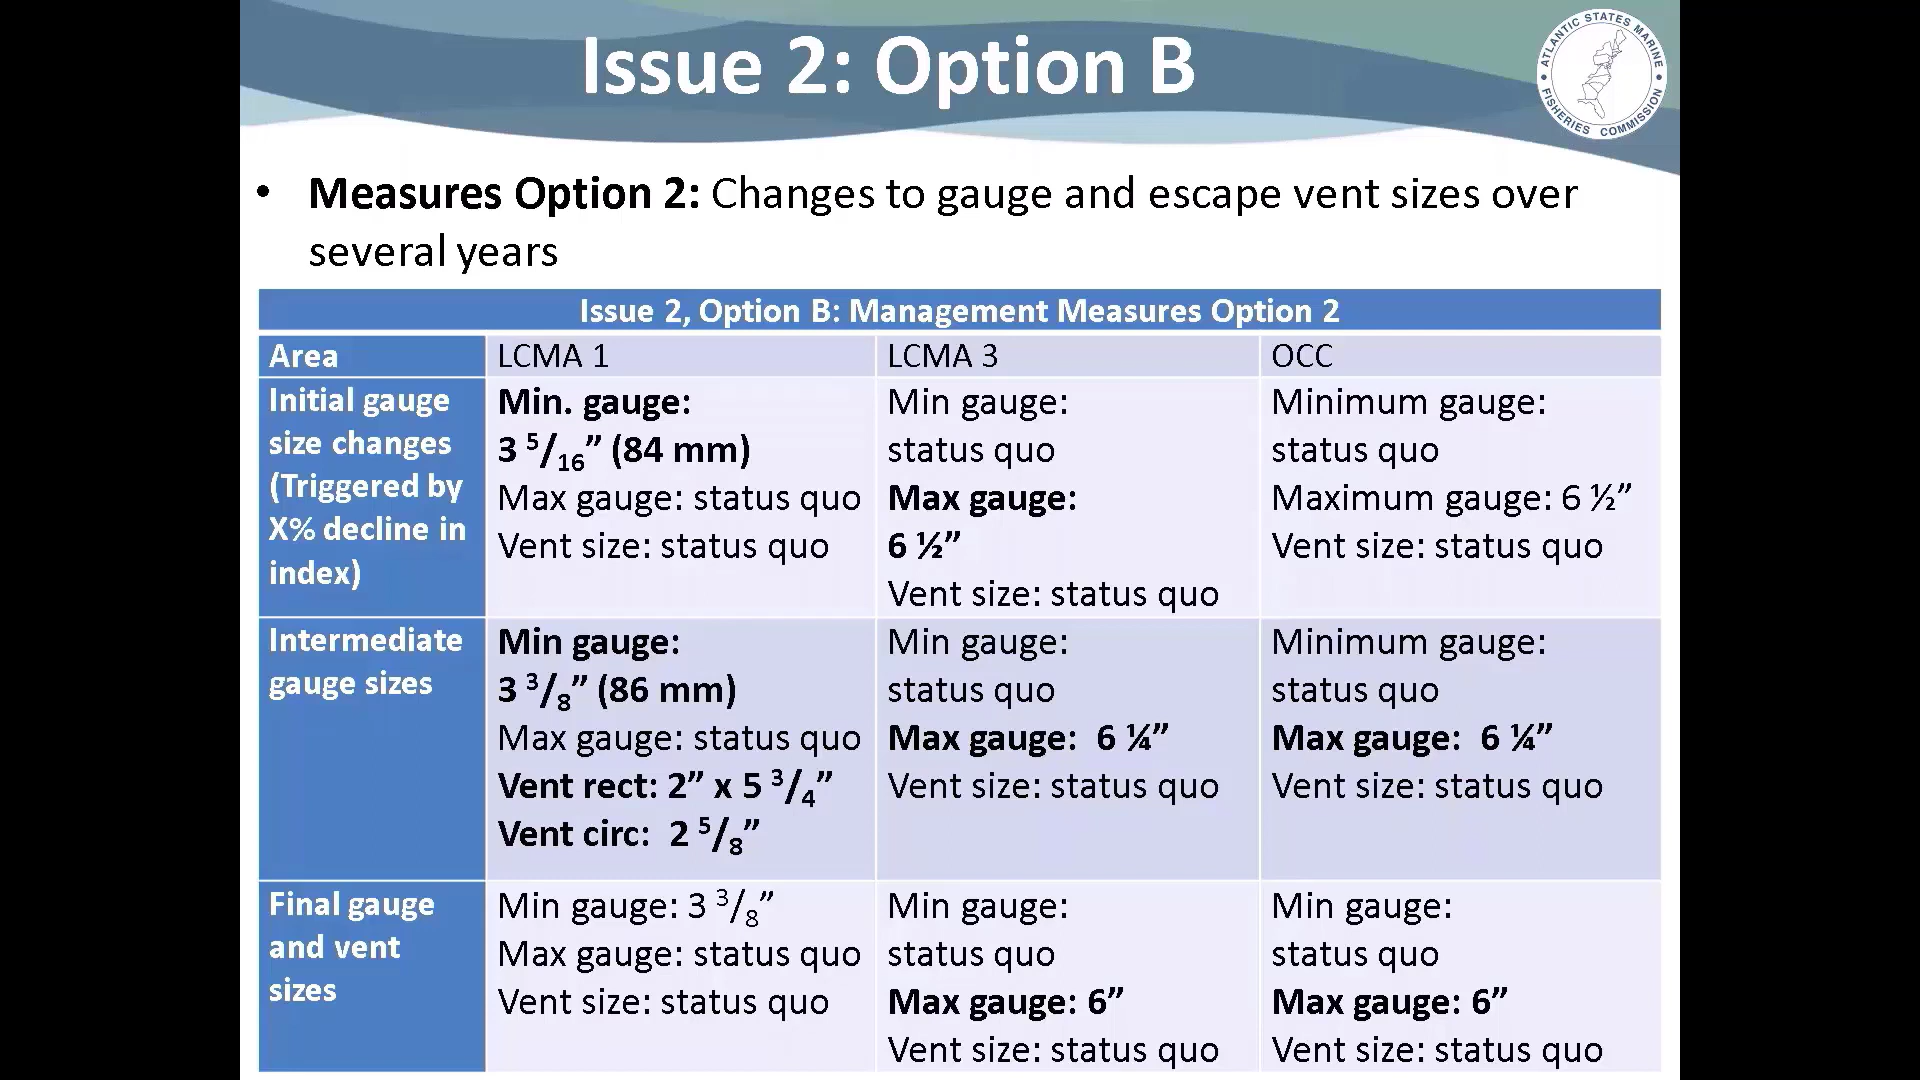 Issue 2: Option B
ATLANTIC STATES MARINE
FISHERIES COMMISSION
• Measures Option 2: Changes to gauge and escape vent sizes over
several years
Issue 2, Option B: Management Measures Option 2
Area
LCMA 1
LCMA 3
OCC
Initial gauge
size changes
(Triggered by
X% decline in
index)
Min. gauge:
3 5/16” (84 mm)
Max gauge: status quo
Vent size: status quo
Min gauge:
status quo
Max gauge:
6 ½”
Vent size: status quo
Minimum gauge:
status quo
Maximum gauge: 6 ½”
Vent size: status quo
Intermediate
gauge sizes
Min gauge:
3 3/8” (86 mm)
Max gauge: status quo
Vent rect: 2” x 5 3/4”
Vent circ: 2 5/8”
Min gauge:
status quo
Max gauge: 6 ¼”
Vent size: status quo
Minimum gauge:
status quo
Max gauge: 6 ¼”
Vent size: status quo
Final gauge
and vent
sizes
Min gauge: 3 3/8”
Max gauge: status quo
Vent size: status quo
Min gauge:
status quo
Max gauge: 6”
Vent size: status quo
Min gauge:
status quo
Max gauge: 6”
Vent size: status quo